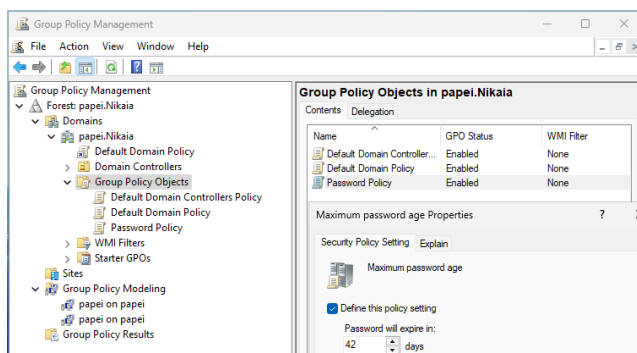 Group Policy Management
File Action View Window Help
Group Policy Management
Forest: papei.Nikaia
Domains
papei.Nikaia
Default Domain Policy
Domain Controllers
Group Policy Objects
Default Domain Controllers Policy
Default Domain Policy
Password Policy
WMI Filters
Starter GPOs
Sites
Group Policy Modeling
papei on papei
papei on papei
Group Policy Results
Group Policy Objects in papei.Nikaia
Contents Delegation
Name GPO Status WMI Filter
Default Domain Controller... Enabled None
Default Domain Policy Enabled None
Password Policy Enabled None
Maximum password age Properties ?
Security Policy Setting Explain
Maximum password age
Define this policy setting
Password will expire in:
42 days